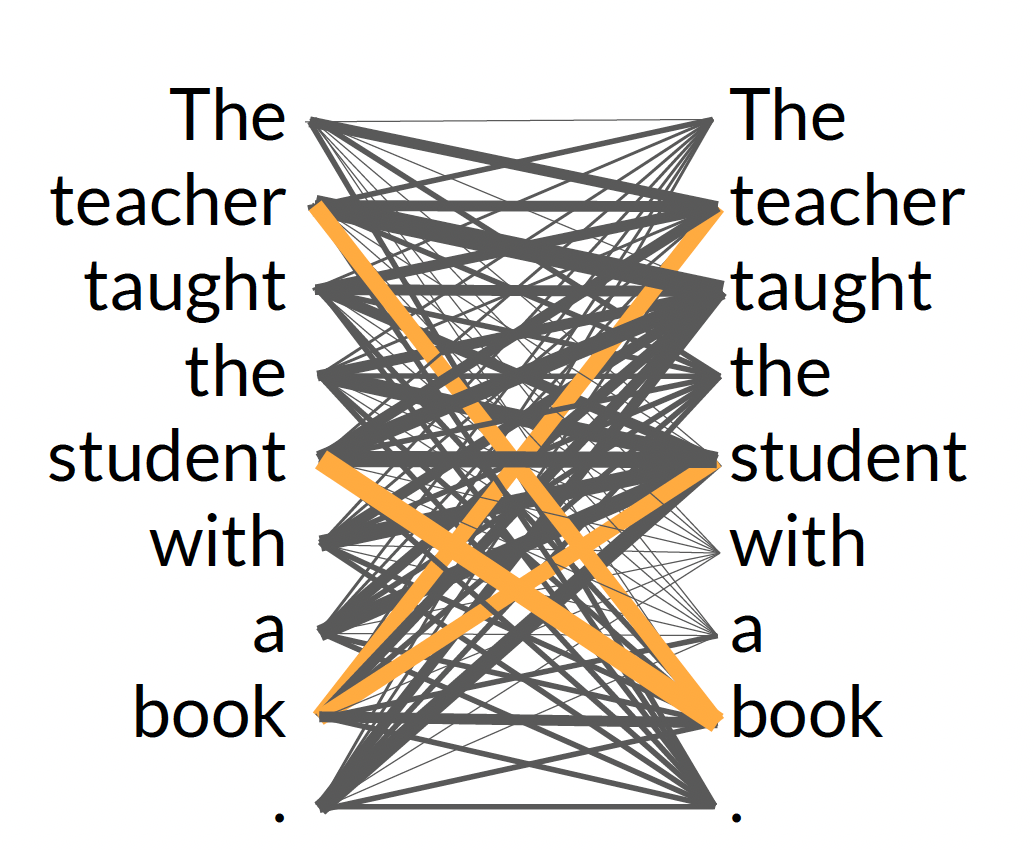 The The
teacher teacher
taught taught
the the
student student
with with
a a
book book
. .